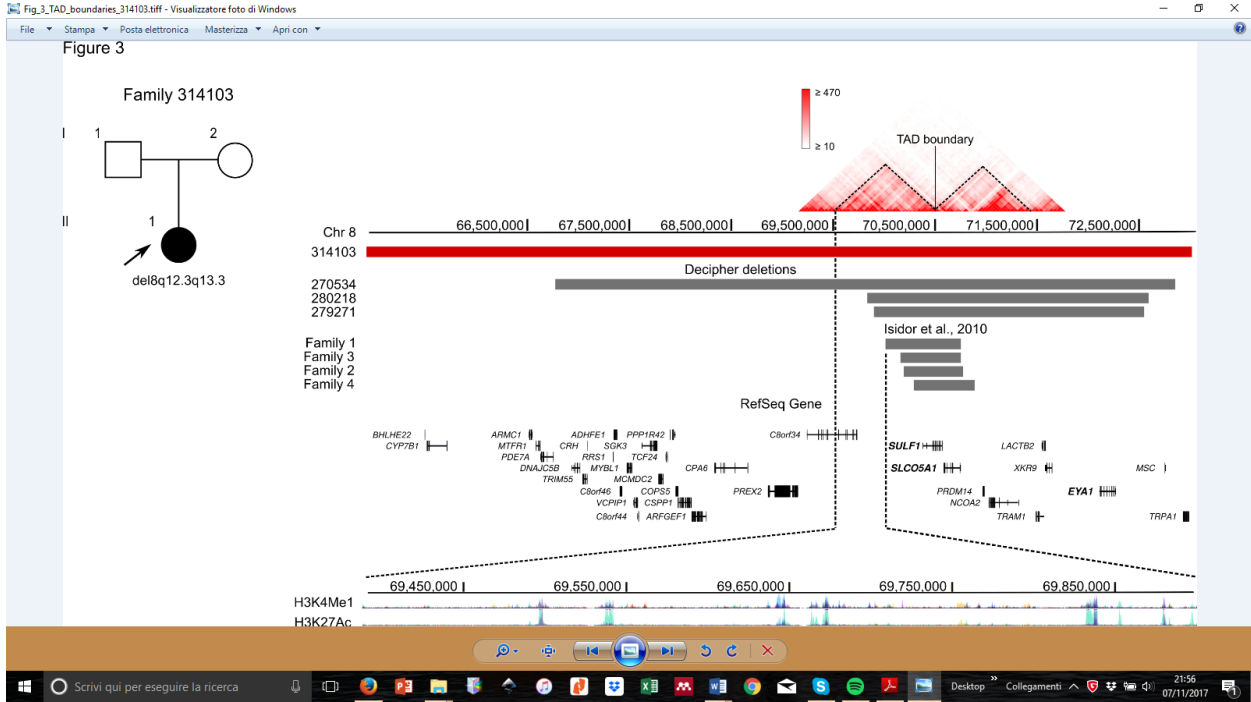 Fig_3_TAD_boundaries_314103.tiff - Visualizzatore foto di Windows
File Stampa Posta elettronica Masterizza Apri con
Figure 3
Family 314103
I 1 2
II 1
del8q12.3q13.3
≥ 470
≥ 10
TAD boundary
Chr 8 66,500,000 67,500,000 68,500,000 69,500,000 70,500,000 71,500,000 72,500,000
314103
Decipher deletions
270534
280218
279271
Isidor et al., 2010
Family 1
Family 3
Family 2
Family 4
RefSeq Gene
BHLHE22 ARMC1 ADHFE1 PPP1R42 C8orf34
CYP7B1 MTFR1 CRH SGK3 SULF1 LACTB2
PDE7A RRS1 TCF24
DNAJC5B MYBL1 CPA6 SLCO5A1 XKR9 MSC
TRIM55 MCMDC2
C8orf46 COPS5 PREX2 PRDM14 EYA1
VCPIP1 CSPP1 NCOA2
C8orf44 ARFGEF1 TRAM1 TRPA1
69,450,000 69,550,000 69,650,000 69,750,000 69,850,000
H3K4Me1
H3K27Ac
Scrivi qui per eseguire la ricerca Desktop Collegamenti 21:56
07/11/2017